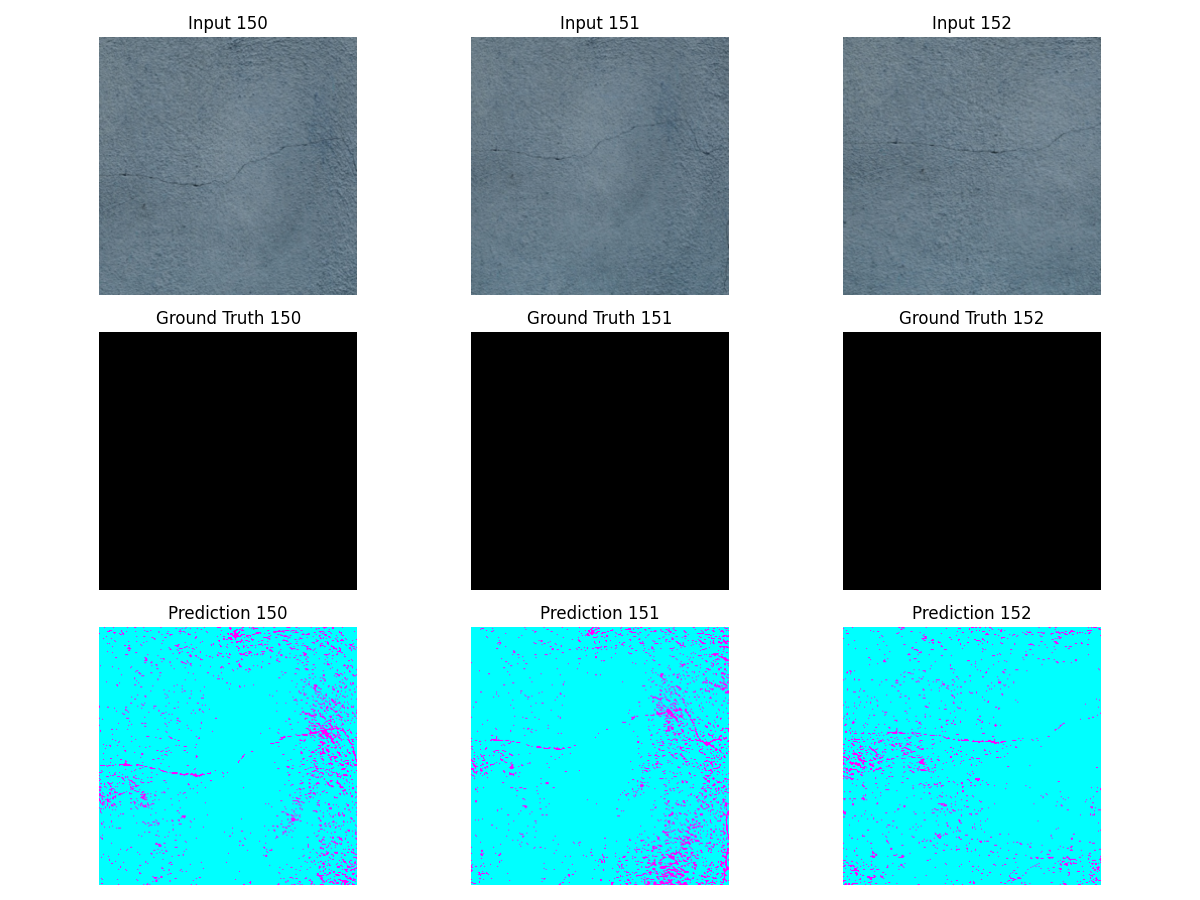 Input 150
Input 151
Input 152
Ground Truth 150
Ground Truth 151
Ground Truth 152
Prediction 150
Prediction 151
Prediction 152